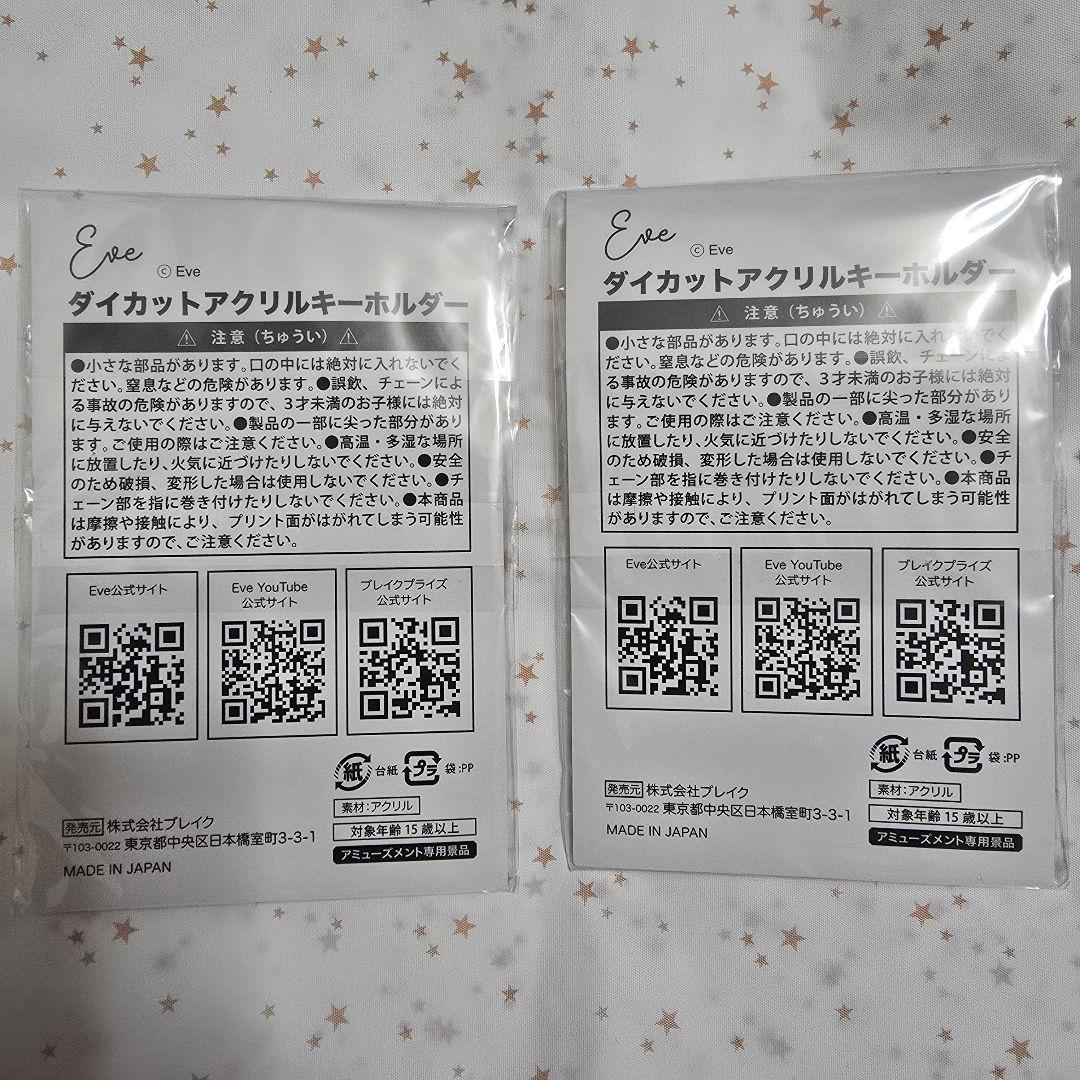 Eve
© Eve
ダイカットアクリルキーホルダー
⚠ 注意（ちゅうい）⚠
●小さな部品があります。口の中には絶対に入れないでく
ださい。窒息などの危険があります。●誤飲、チェーンによ
る事故の危険がありますので、3才未満のお子様には絶対
に与えないでください。●製品の一部に尖った部分があり
ます。ご使用の際はご注意ください。●高温・多湿な場所
に放置したり、火気に近づけたりしないでください。●安全
のため破損、変形した場合は使用しないでください。●チ
ェーン部を指に巻き付けたりしないでください。●本商品
は摩擦や接触により、プリント面がはがれてしまう可能性
がありますので、ご注意ください。
Eve公式サイト
Eve YouTube
公式サイト
ブレイクプライズ
公式サイト
紙 台紙 プラ 袋:PP
素材：アクリル
発売元 株式会社ブレイク
対象年齢 15 歳以上
〒103-0022 東京都中央区日本橋室町3-3-1
アミューズメント専用景品
MADE IN JAPAN
Eve
© Eve
ダイカットアクリルキーホルダー
⚠ 注意（ちゅうい）⚠
●小さな部品があります。口の中には絶対に入れないでく
ださい。窒息などの危険があります。●誤飲、チェーンによ
る事故の危険がありますので、3才未満のお子様には絶対
に与えないでください。●製品の一部に尖った部分があり
ます。ご使用の際はご注意ください。●高温・多湿な場所
に放置したり、火気に近づけたりしないでください。●安全
のため破損、変形した場合は使用しないでください。●チ
ェーン部を指に巻き付けたりしないでください。●本商品
は摩擦や接触により、プリント面がはがれてしまう可能性
がありますので、ご注意ください。
Eve公式サイト
Eve YouTube
公式サイト
ブレイクプライズ
公式サイト
紙 台紙 プラ 袋:PP
発売元 株式会社ブレイク
素材：アクリル
〒103-0022 東京都中央区日本橋室町3-3-1
対象年齢 15 歳以上
MADE IN JAPAN
アミューズメント専用景品